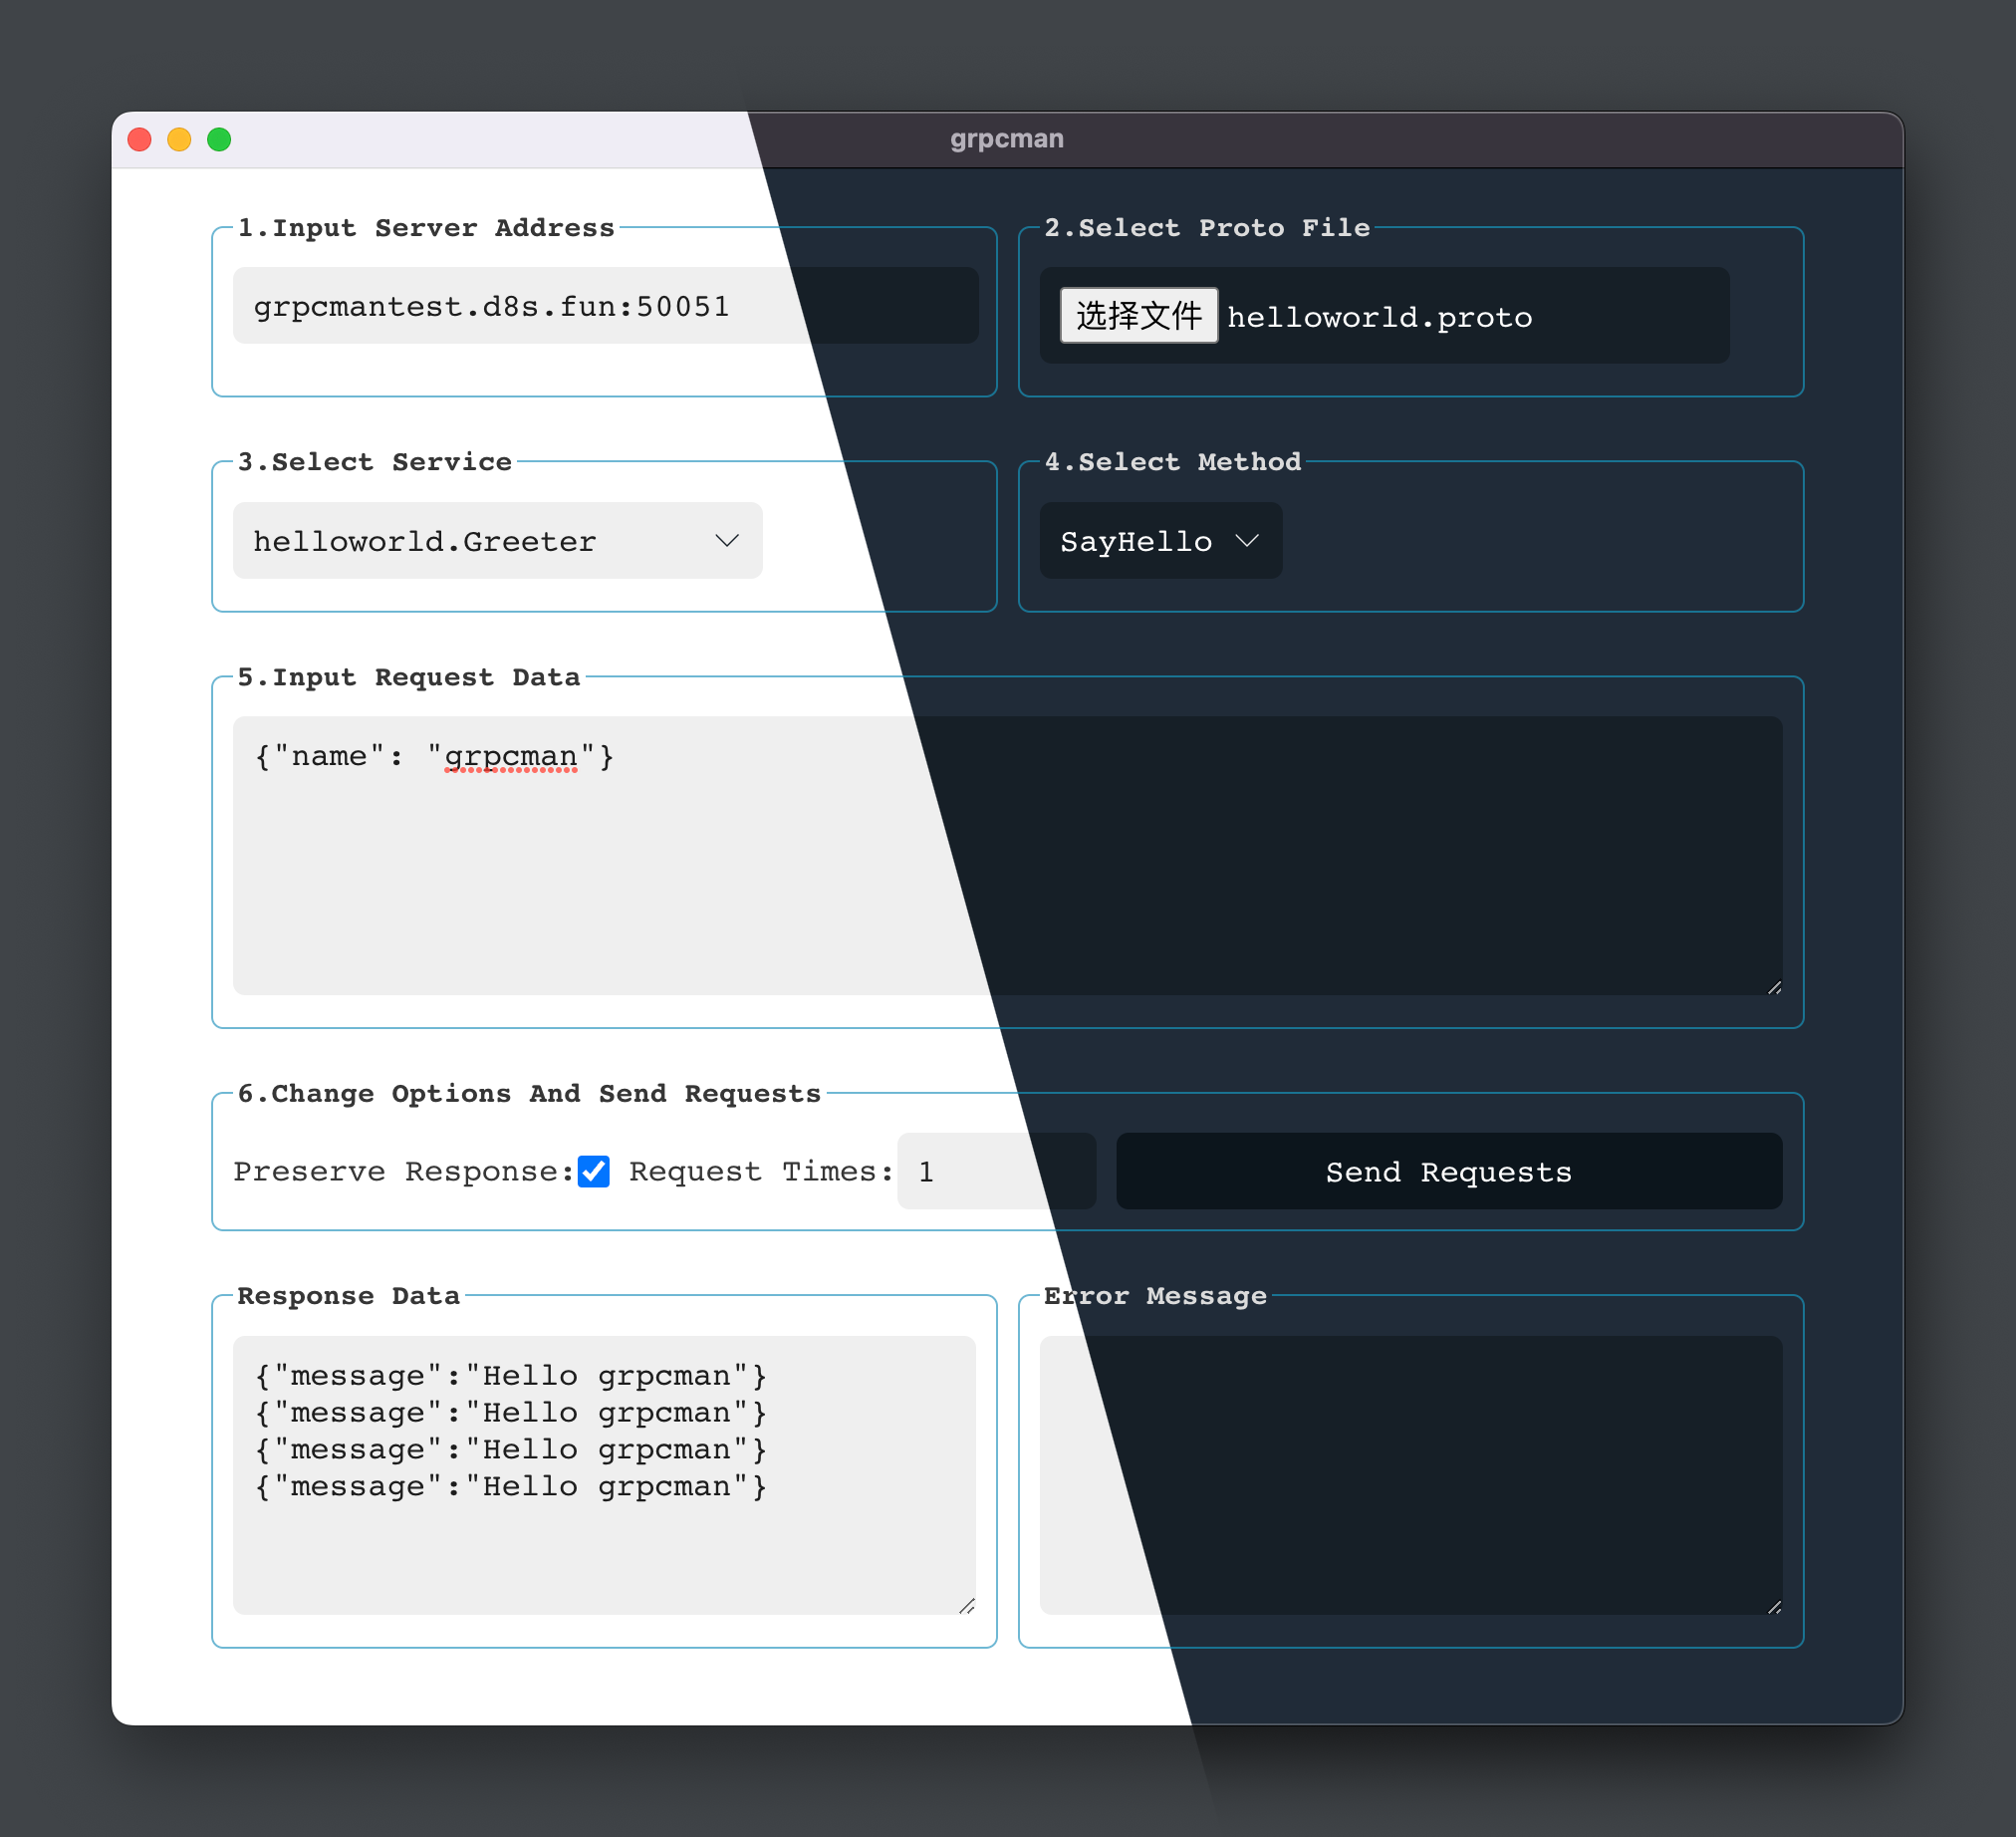 grpcman
1.Input Server Address
2.Select Proto File
grpcmantest.d8s.fun:50051
选择文件 helloworld.proto
3.Select Service
4.Select Method
helloworld.Greeter
SayHello
5.Input Request Data
{"name": "grpcman"}
6.Change Options And Send Requests
Preserve Response: Request Times: 1 Send Requests
Response Data
Error Message
{"message":"Hello grpcman"}
{"message":"Hello grpcman"}
{"message":"Hello grpcman"}
{"message":"Hello grpcman"}